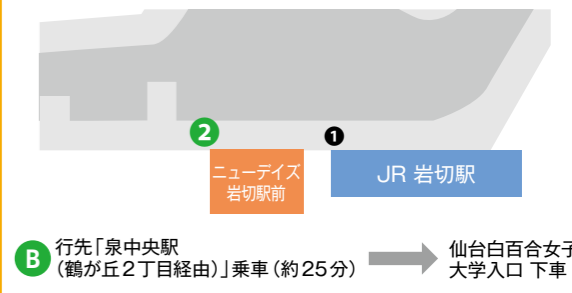 2
1
ニューデイズ
岩切駅前
JR 岩切駅
B
行先「泉中央駅
(鶴が丘2丁目経由)」乗車(約25分)
仙台白百合女子
大学入口 下車